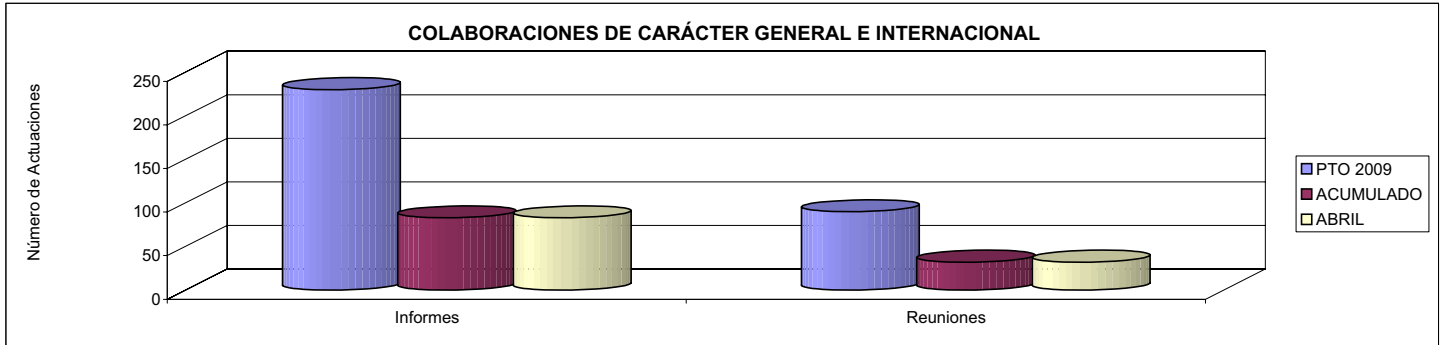 COLABORACIONES DE CARÁCTER GENERAL E INTERNACIONAL
Número de Actuaciones
250
200
150
100
50
0
Informes
Reuniones
PTO 2009
ACUMULADO
ABRIL